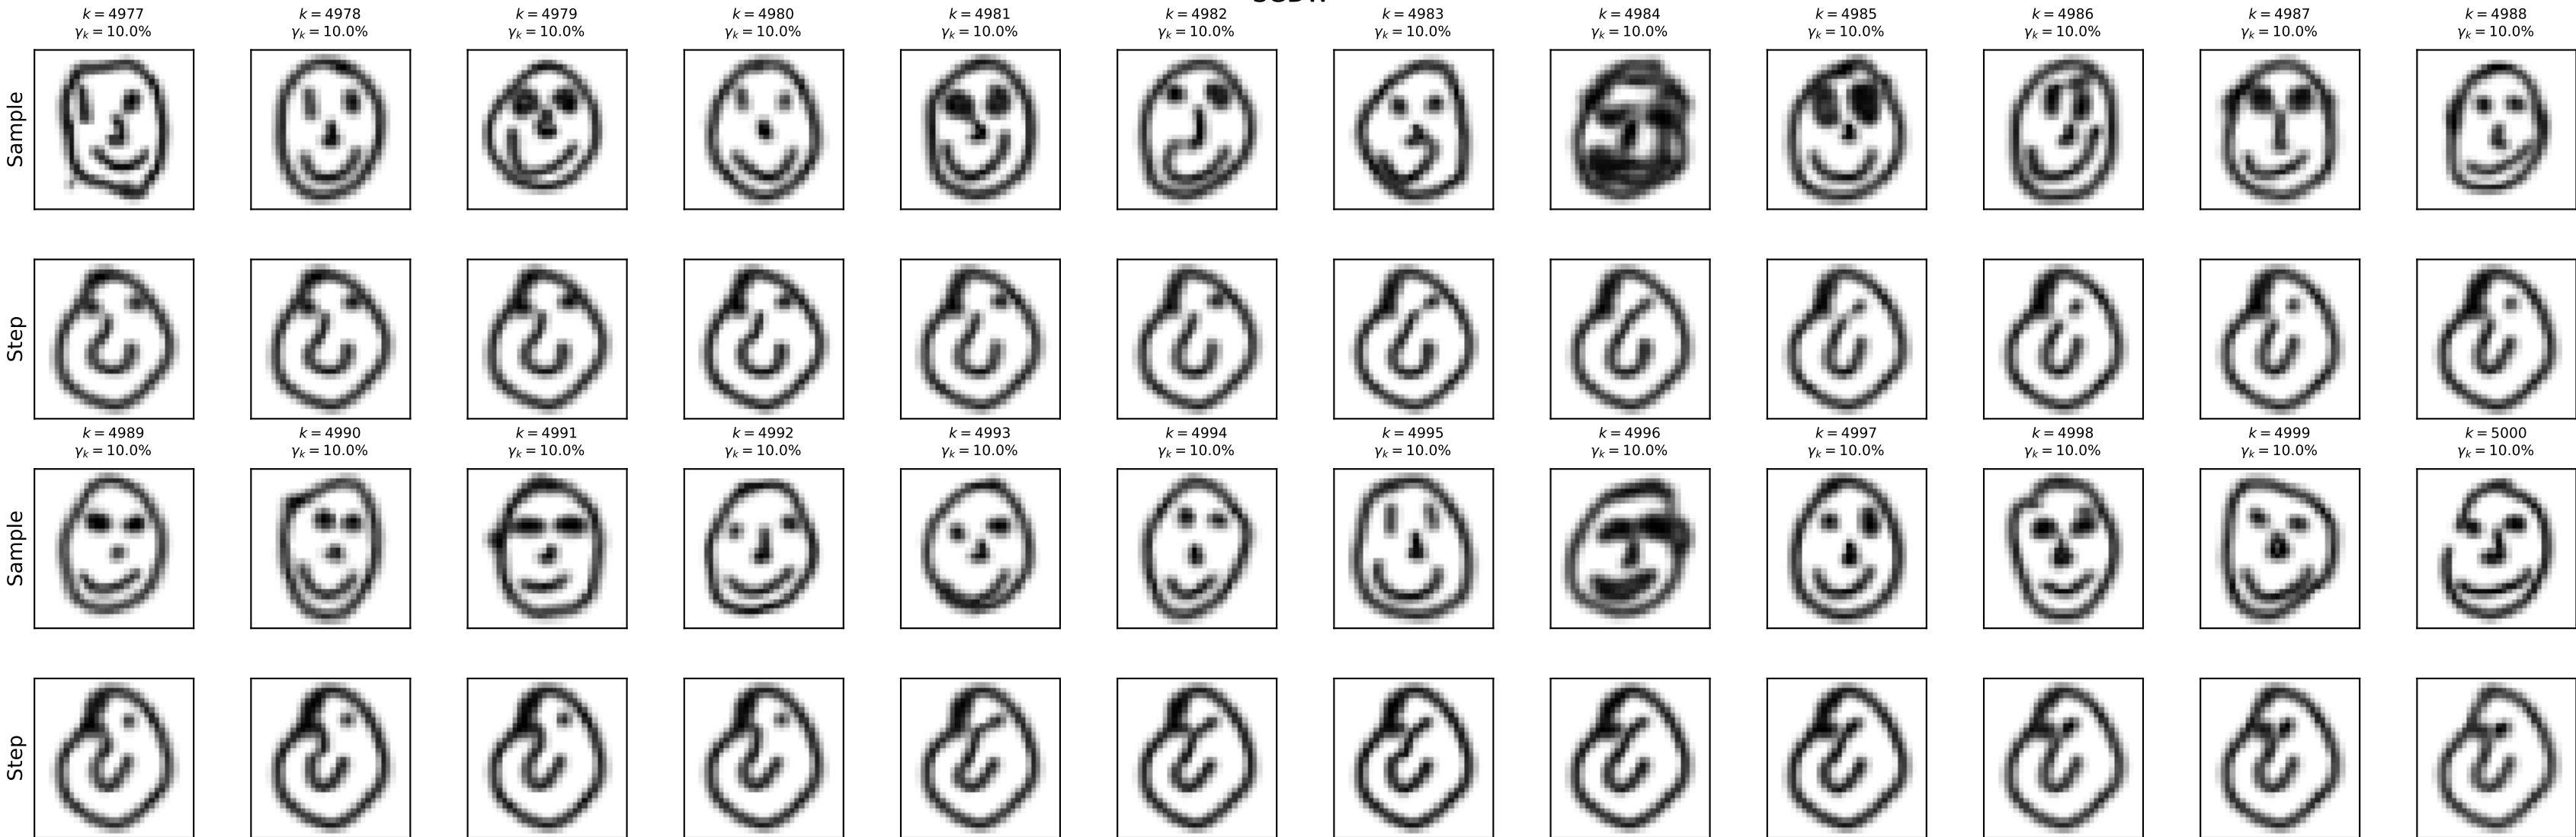 k = 4977 k = 4978 k = 4979 k = 4980 k = 4981 k = 4982 k = 4983 k = 4984 k = 4985 k = 4986 k = 4987 k = 4988
γk = 10.0% γk = 10.0% γk = 10.0% γk = 10.0% γk = 10.0% γk = 10.0% γk = 10.0% γk = 10.0% γk = 10.0% γk = 10.0% γk = 10.0% γk = 10.0%
Sample
Step
k = 4989 k = 4990 k = 4991 k = 4992 k = 4993 k = 4994 k = 4995 k = 4996 k = 4997 k = 4998 k = 4999 k = 5000
γk = 10.0% γk = 10.0% γk = 10.0% γk = 10.0% γk = 10.0% γk = 10.0% γk = 10.0% γk = 10.0% γk = 10.0% γk = 10.0% γk = 10.0% γk = 10.0%
Sample
Step